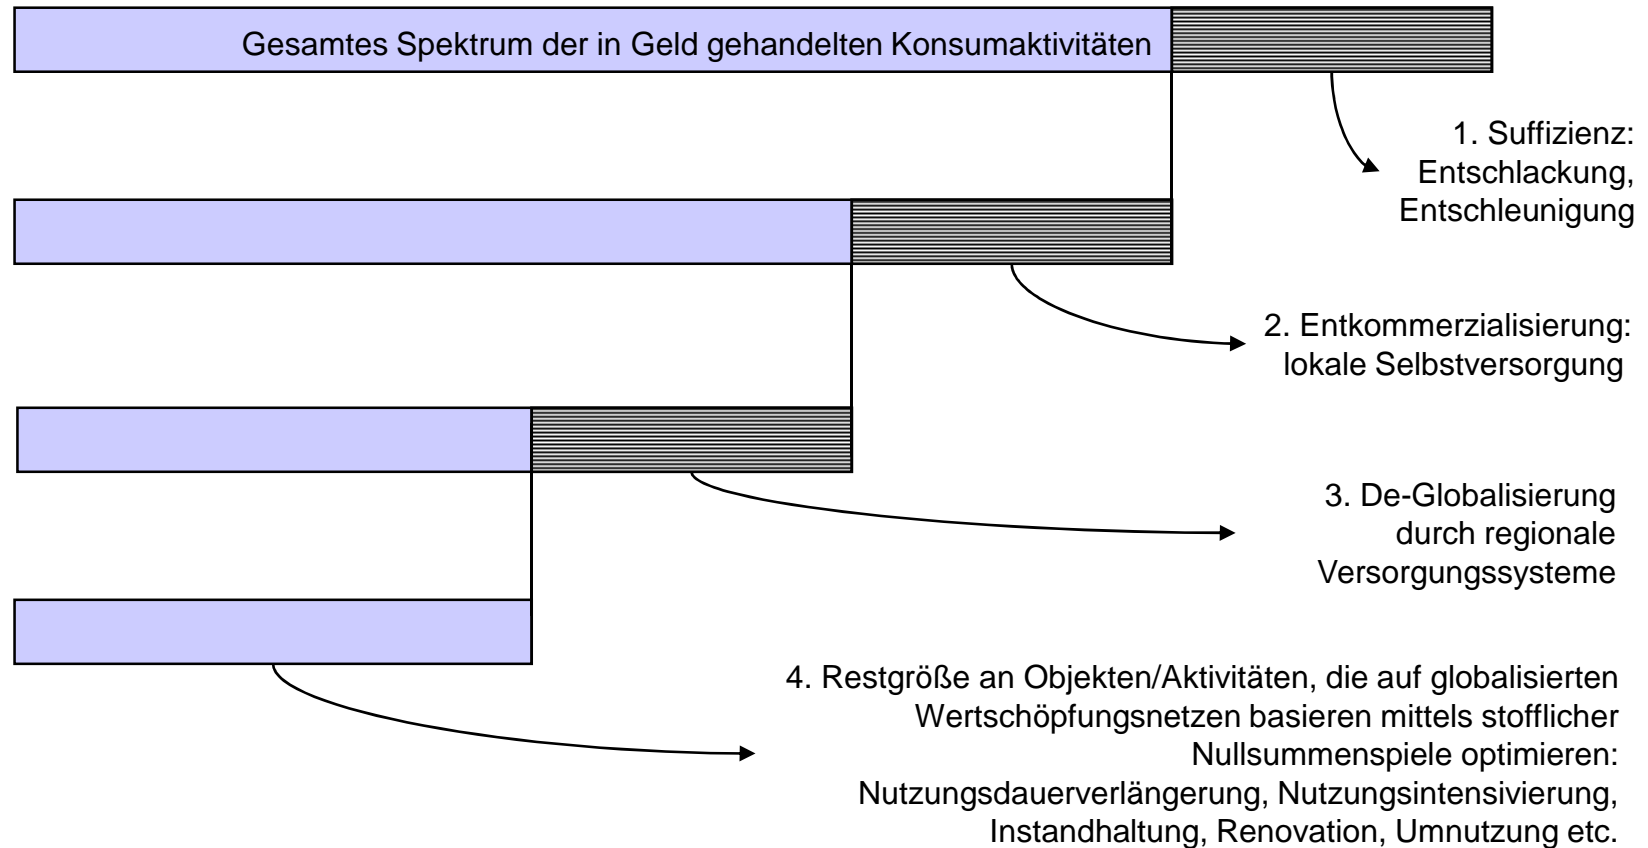 Gesamtes Spektrum der in Geld gehandelten Konsumaktivitäten
1. Suffizienz:
Entschlackung,
Entschleunigung
2. Entkommerzialisierung:
lokale Selbstversorgung
3. De-Globalisierung
durch regionale
Versorgungssysteme
4. Restgröße an Objekten/Aktivitäten, die auf globalisierten
Wertschöpfungsnetzen basieren mittels stofflicher
Nullsummenspiele optimieren:
Nutzungsdauerverlängerung, Nutzungsintensivierung,
Instandhaltung, Renovation, Umnutzung etc.